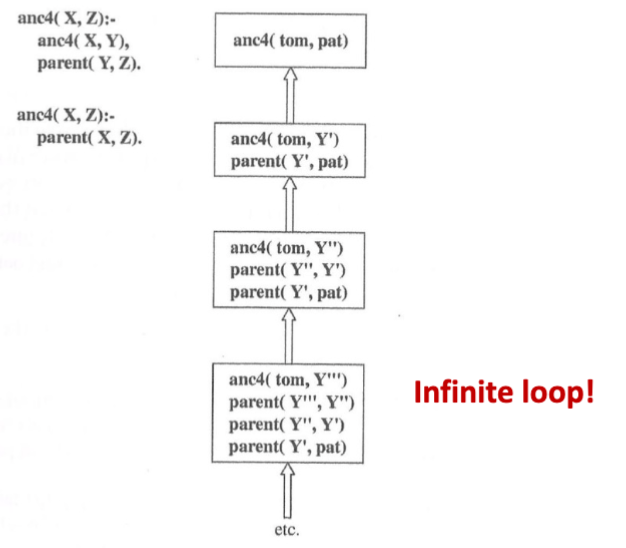 anc4( X, Z):-
anc4( X, Y),
parent( Y, Z).
anc4( X, Z):-
parent( X, Z).
anc4( tom, pat)
anc4( tom, Y')
parent( Y', pat)
anc4( tom, Y'')
parent( Y'', Y')
parent( Y', pat)
anc4( tom, Y''')
parent( Y''', Y'')
parent( Y'', Y')
parent( Y', pat)
Infinite loop!
etc.